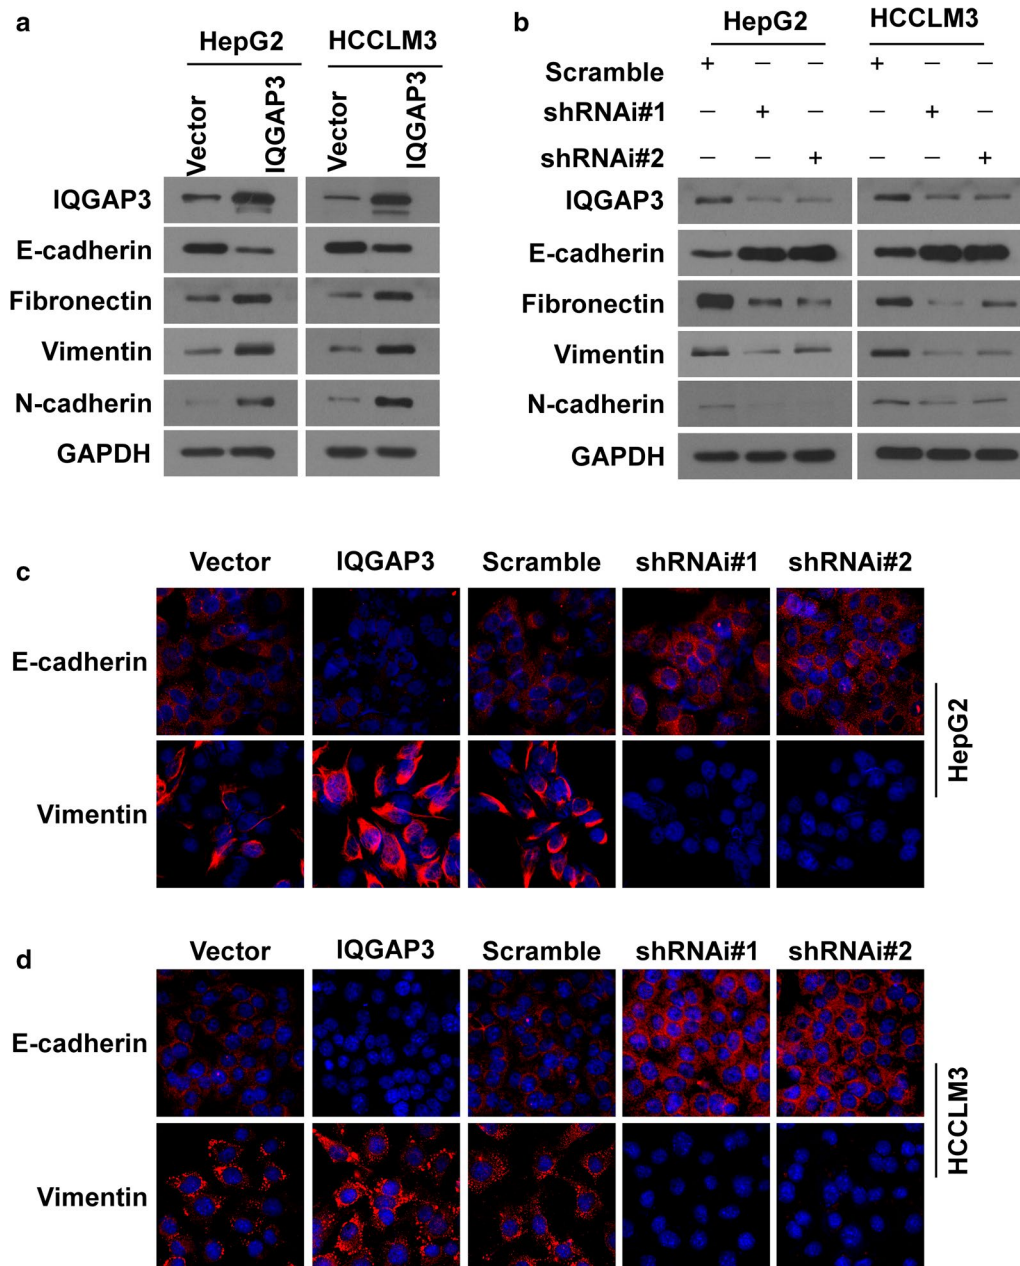 a
HepG2 HCCLM3
Vector IQGAP3 Vector IQGAP3
IQGAP3
E-cadherin
Fibronectin
Vimentin
N-cadherin
GAPDH
b
HepG2 HCCLM3
Scramble + – – + – –
shRNAi#1 – + – – + –
shRNAi#2 – – + – – +
IQGAP3
E-cadherin
Fibronectin
Vimentin
N-cadherin
GAPDH
c
Vector IQGAP3 Scramble shRNAi#1 shRNAi#2
E-cadherin
Vimentin
HepG2
d
Vector IQGAP3 Scramble shRNAi#1 shRNAi#2
E-cadherin
Vimentin
HCCLM3